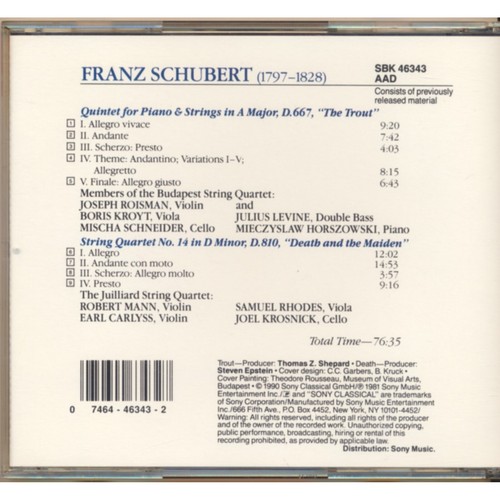 FRANZ SCHUBERT (1797–1828)
SBK 46343
AAD
Consists of previously
released material
Quintet for Piano & Strings in A Major, D.667, "The Trout"
1 I. Allegro vivace 9:20
2 II. Andante 7:42
3 III. Scherzo: Presto 4:03
4 IV. Theme: Andantino; Variations I–V;
Allegretto 8:15
5 V. Finale: Allegro giusto 6:43
Members of the Budapest String Quartet:
JOSEPH ROISMAN, Violin and
BORIS KROYT, Viola JULIUS LEVINE, Double Bass
MISCHA SCHNEIDER, Cello MIECZYSLAW HORSZOWSKI, Piano
String Quartet No. 14 in D Minor, D.810, "Death and the Maiden"
6 I. Allegro 12:02
7 II. Andante con moto 14:53
8 III. Scherzo: Allegro molto 3:57
9 IV. Presto 9:16
The Juilliard String Quartet:
ROBERT MANN, Violin SAMUEL RHODES, Viola
EARL CARLYSS, Violin JOEL KROSNICK, Cello
Total Time—76:35
Trout—Producer: Thomas Z. Shepard • Death—Producer:
Steven Epstein • Cover design: C.C. Garbers, B. Kruck •
Cover Painting: Theodore Rousseau, Museum of Visual Arts,
Budapest • © 1990 Sony Classical GmbH/℗ 1981 Sony Music
Entertainment Inc./ and "SONY CLASSICAL" are trademarks
of Sony Corporation/Manufactured by Sony Music Entertainment
Inc./666 Fifth Ave., P.O. Box 4452, New York, NY 10101-4452/
Warning: All rights reserved, including all rights of the producer
and of the owner of the recorded work. Unauthorized copying,
public performance, broadcasting, hiring or rental of this
recording prohibited, as provided by applicable law.
Distribution: Sony Music.
0 7464-46343-2